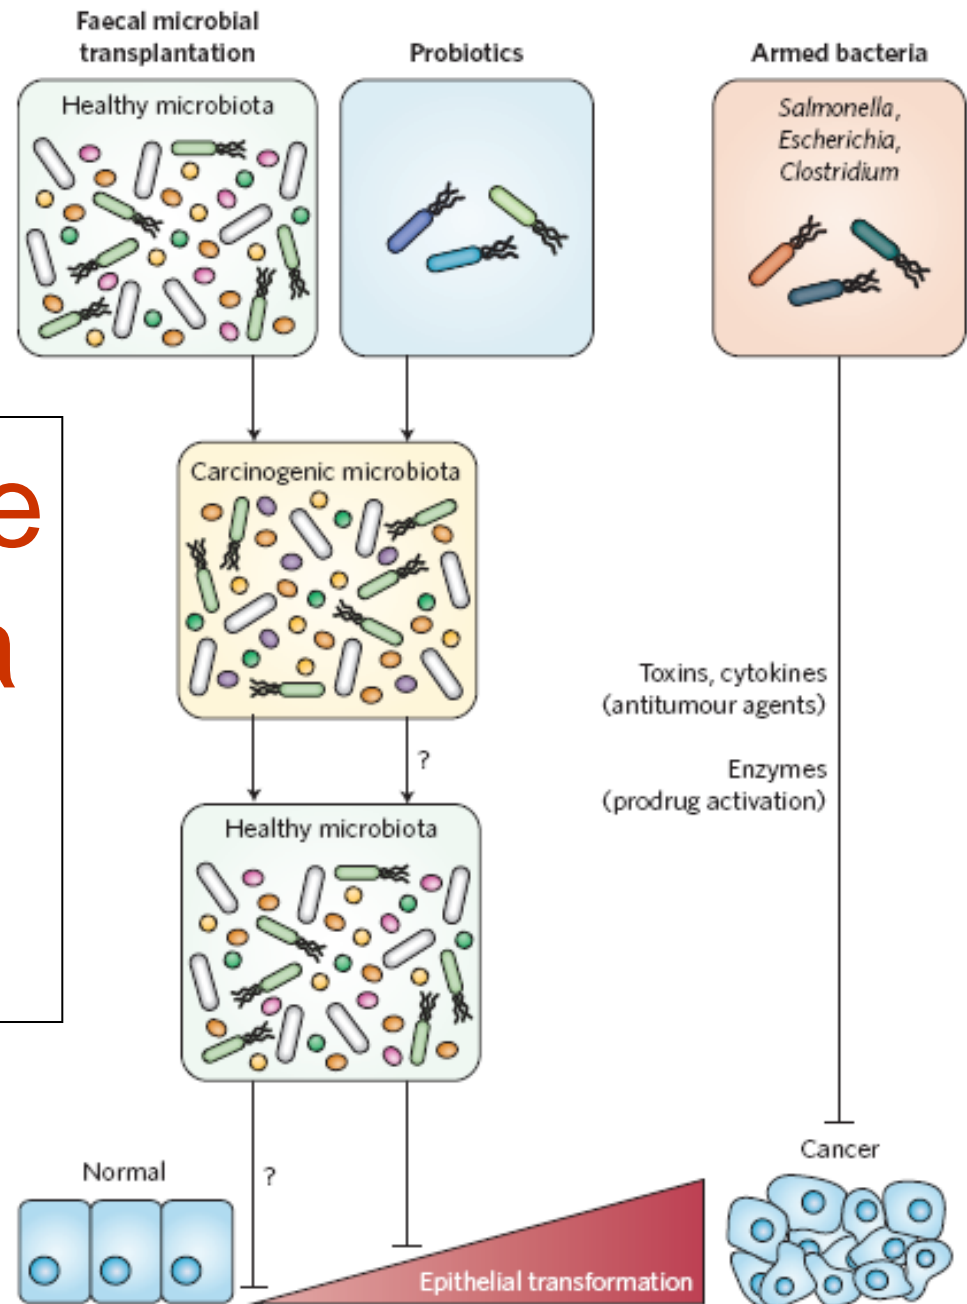 Faecal microbial
transplantation
Probiotics
Armed bacteria
Healthy microbiota
Salmonella,
Escherichia,
Clostridium
e
a
Carcinogenic microbiota
Toxins, cytokines
(antitumour agents)
?
Enzymes
(prodrug activation)
Healthy microbiota
Cancer
Normal
?
Epithelial transformation